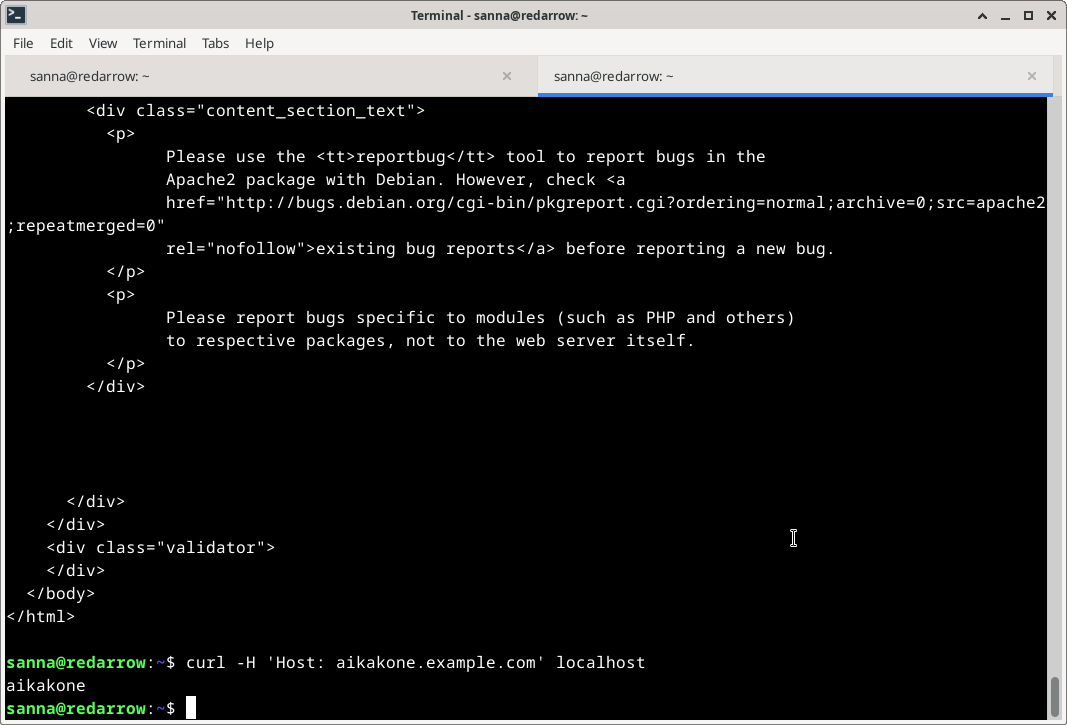 Terminal - sanna@redarrow: ~
File Edit View Terminal Tabs Help
sanna@redarrow: ~ sanna@redarrow: ~
<div class="content_section_text">
<p>
Please use the <tt>reportbug</tt> tool to report bugs in the
Apache2 package with Debian. However, check <a
href="http://bugs.debian.org/cgi-bin/pkgreport.cgi?ordering=normal;archive=0;src=apache2
;repeatmerged=0"
rel="nofollow">existing bug reports</a> before reporting a new bug.
</p>
<p>
Please report bugs specific to modules (such as PHP and others)
to respective packages, not to the web server itself.
</p>
</div>
</div>
</div>
<div class="validator">
</div>
</body>
</html>
sanna@redarrow:~$ curl -H 'Host: aikakone.example.com' localhost
aikakone
sanna@redarrow:~$